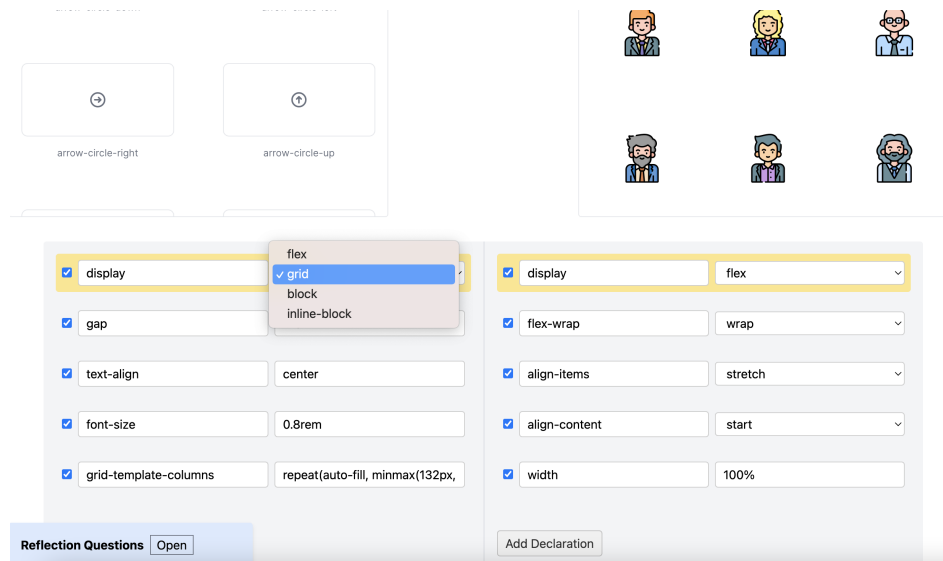 arrow-circle-right
arrow-circle-up
display
flex
✓ grid
block
inline-block
gap
text-align
center
font-size
0.8rem
grid-template-columns
repeat(auto-fill, minmax(132px,
display
flex
flex-wrap
wrap
align-items
stretch
align-content
start
width
100%
Reflection Questions
Open
Add Declaration